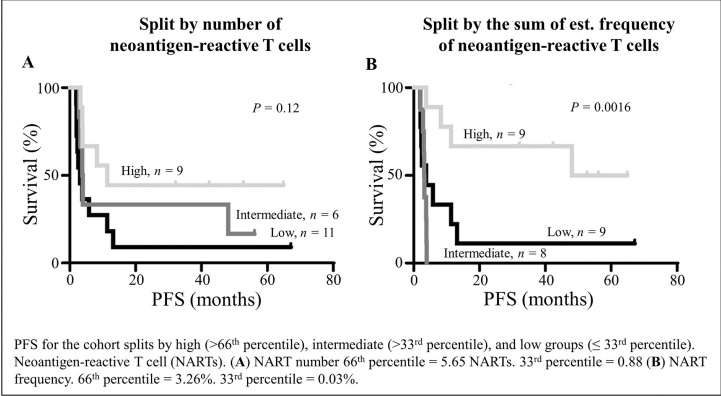 Split by number of
neoantigen-reactive T cells
A
Survival (%)
100
50
0
0
20
40
60
80
PFS (months)
P = 0.12
High, n = 9
Intermediate, n = 6
Low, n = 11
Split by the sum of est. frequency
of neoantigen-reactive T cells
B
Survival (%)
100
50
0
0
20
40
60
80
PFS (months)
P = 0.0016
High, n = 9
Low, n = 9
Intermediate, n = 8
PFS for the cohort splits by high (>66th percentile), intermediate (>33rd percentile), and low groups (≤ 33rd percentile).
Neoantigen-reactive T cell (NARTs). (A) NART number 66th percentile = 5.65 NARTs. 33rd percentile = 0.88 (B) NART
frequency. 66th percentile = 3.26%. 33rd percentile = 0.03%.